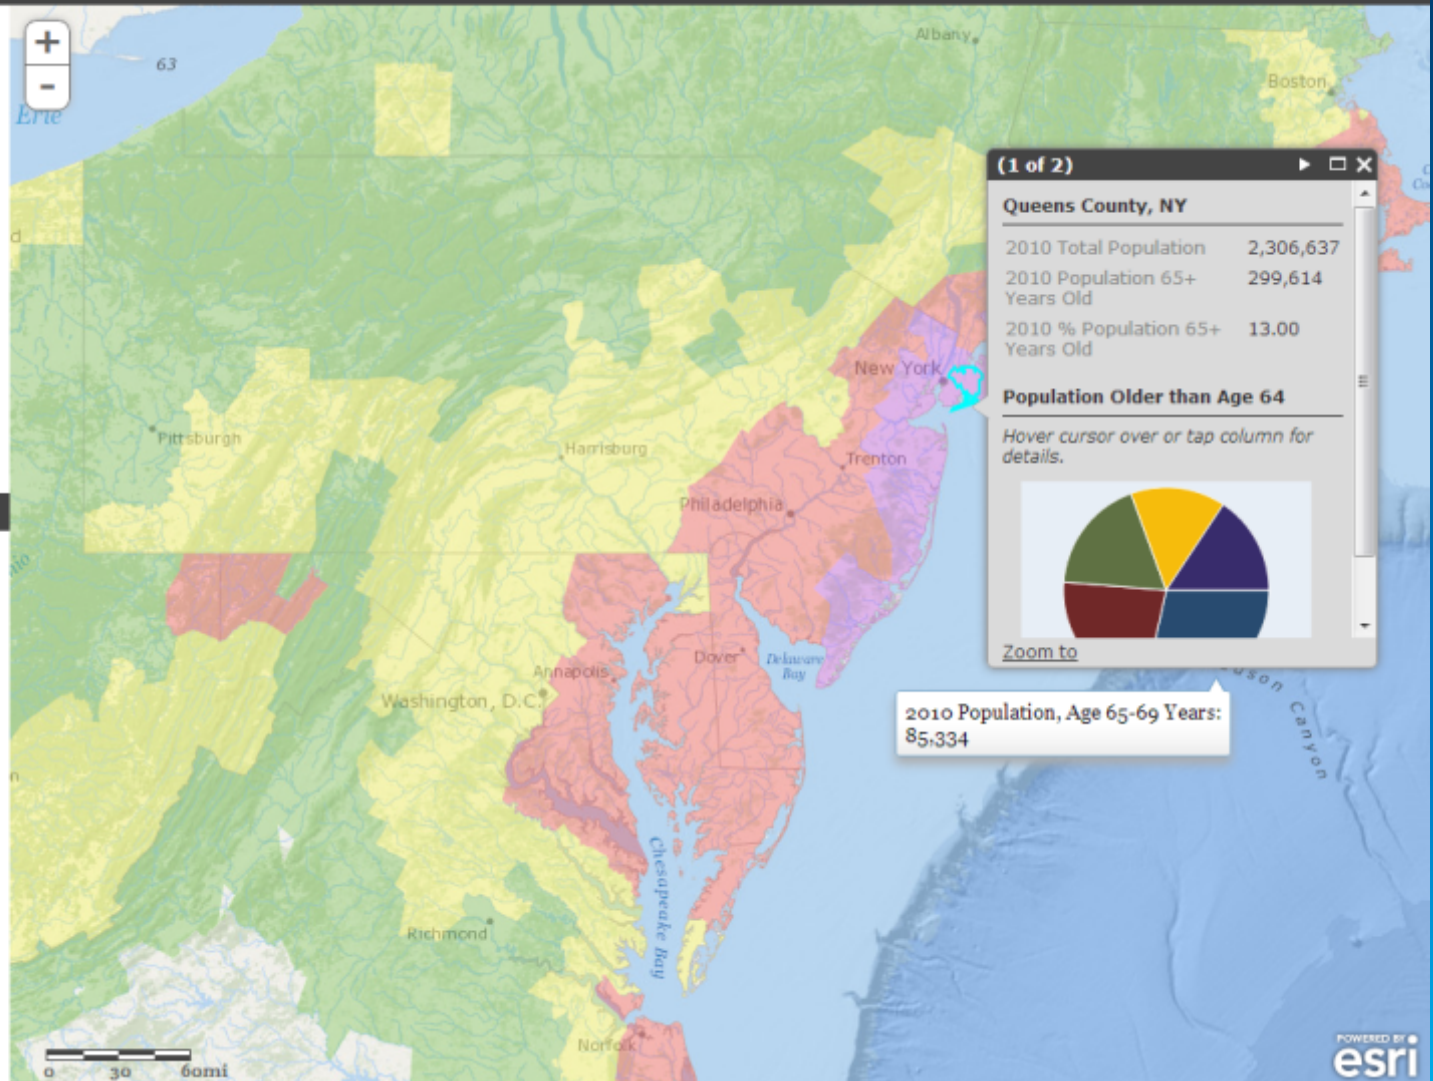 +
-
63
Erie
Albany
Boston
(1 of 2)
Queens County, NY
2010 Total Population 2,306,637
2010 Population 65+ 299,614
Years Old
2010 % Population 65+ 13.00
Years Old
Population Older than Age 64
Hover cursor over or tap column for
details.
Zoom to
New York
Pittsburgh
Harrisburg
Trenton
Philadelphia
Dover
Delaware
Bay
Annapolis
Washington, D.C.
2010 Population, Age 65-69 Years:
85,334
Canyon
Chesapeake Bay
Richmond
Norfolk
0 30 60mi
POWERED BY
esri